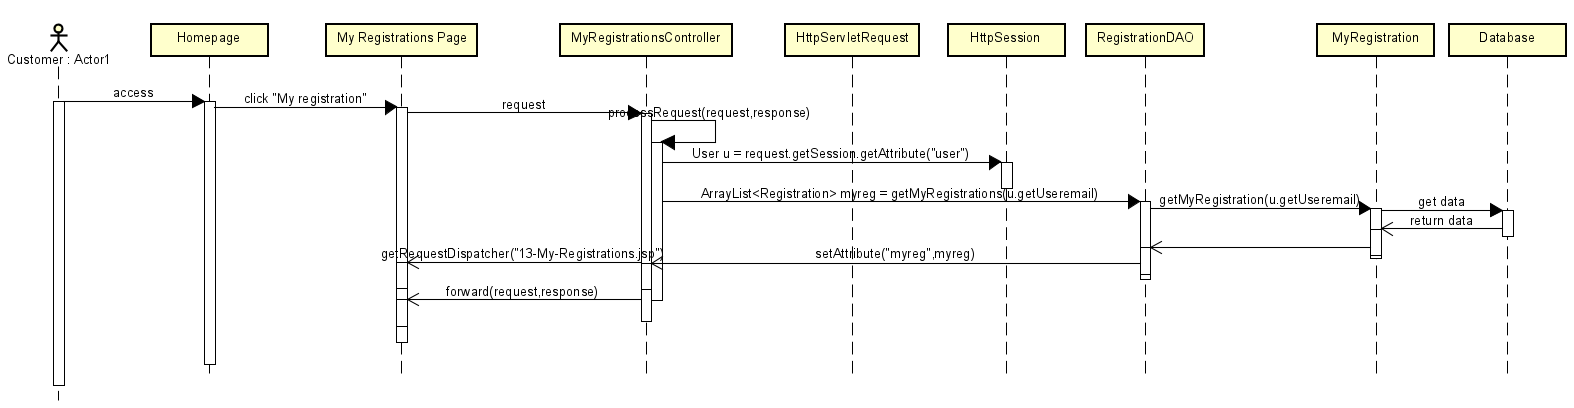 Customer : Actor1
Homepage
My Registrations Page
MyRegistrationsController
HttpServletRequest
HttpSession
RegistrationDAO
MyRegistration
Database
access
click "My registration"
request
processRequest(request,response)
User u = request.getSession.getAttribute("user")
ArrayList<Registration> myreg = getMyRegistrations(u.getUseremail)
getMyRegistration(u.getUseremail)
get data
return data
getRequestDispatcher("13-My-Registrations.jsp")
setAttribute("myreg",myreg)
forward(request,response)